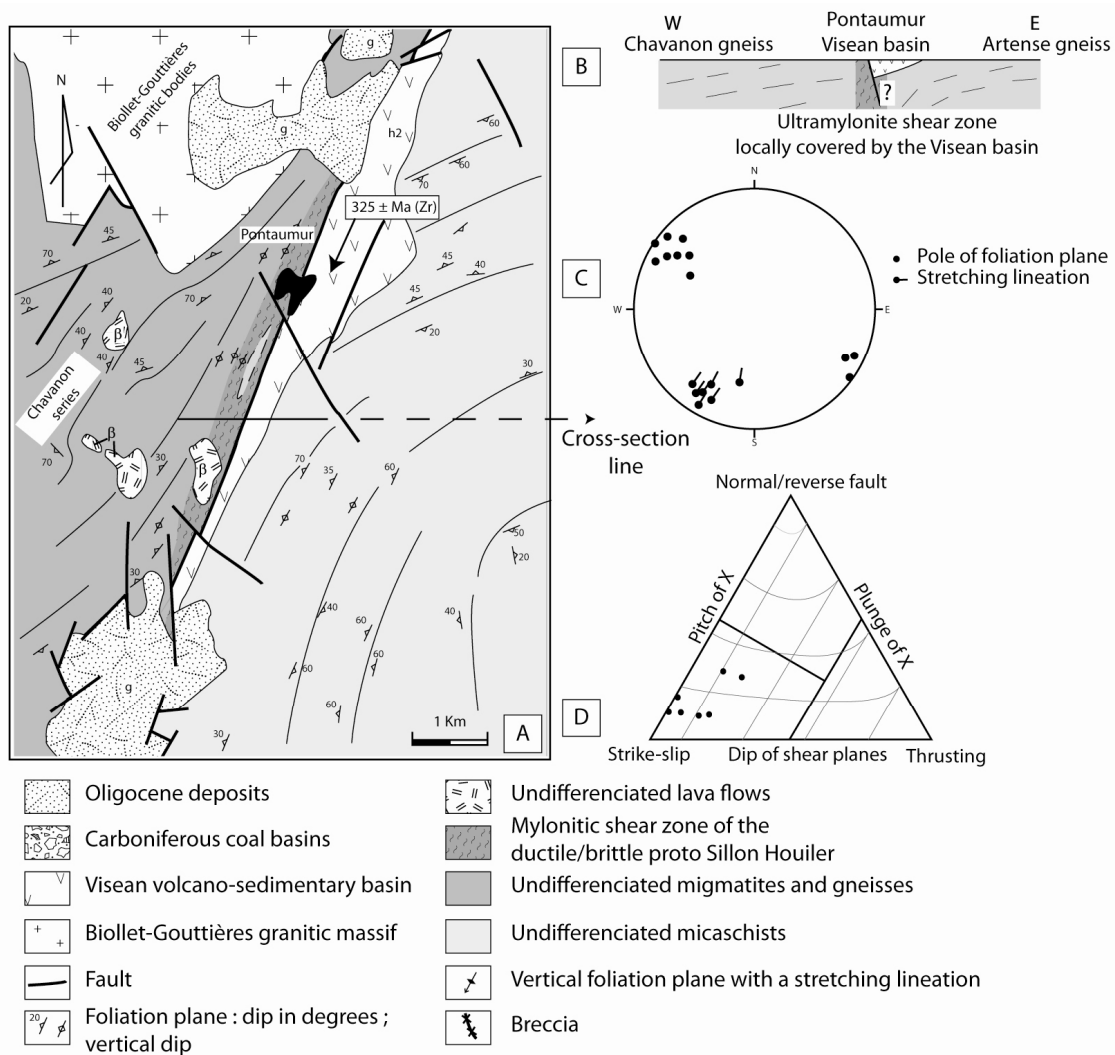 N
Biollet-Gouttières
granitic bodies
g
g
h2
60
60
70
325 ± Ma (Zr)
Pontaumur
45
70
45
40
70
20
40
45
β
40
20
40
45
30
Chavanon
series
β
70
30
β
70
35
60
50
20
30
40
40
60
60
60
60
30
g
1 Km
A
W
E
Pontaumur
Visean basin
Chavanon gneiss
Artense gneiss
B
?
Ultramylonite shear zone
locally covered by the Visean basin
N
W
E
S
C
Pole of foliation plane
Stretching lineation
Cross-section
line
Normal/reverse fault
Pitch of X
Plunge of X
D
Strike-slip
Dip of shear planes
Thrusting
Oligocene deposits
Carboniferous coal basins
Visean volcano-sedimentary basin
Biollet-Gouttières granitic massif
Fault
20
Foliation plane : dip in degrees ;
vertical dip
Undifferenciated lava flows
Mylonitic shear zone of the
ductile/brittle proto Sillon Houiler
Undifferenciated migmatites and gneisses
Undifferenciated micaschists
Vertical foliation plane with a stretching lineation
Breccia